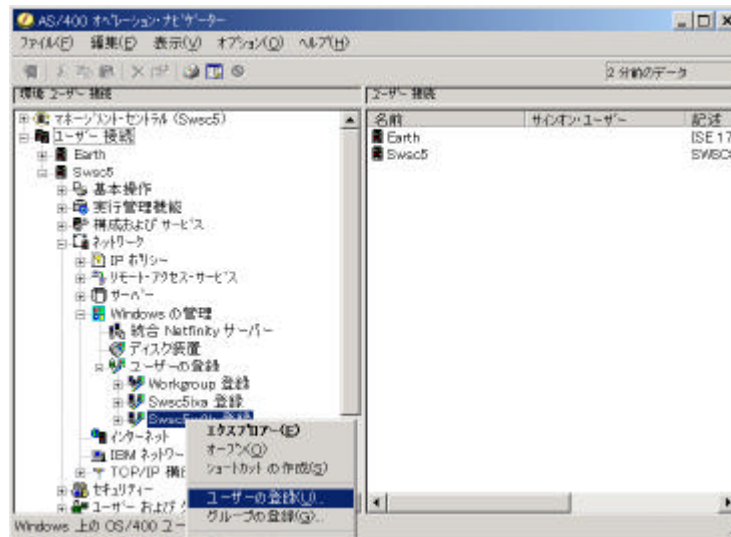 AS/400 オペレーション・ナビゲーター
ファイル(F) 編集(E) 表示(V) オプション(O) ヘルプ(H)
2 分前のデータ
環境: ユーザー 接続
ユーザー 接続
マネージメント・セントラル (Swsc5)
ユーザー 接続
Earth
Swsc5
基本操作
実行管理機能
構成および サービス
ネットワーク
IP ポリシー
リモート・アクセス・サービス
サーバー
Windows の管理
統合 Netfinity サーバー
ディスク装置
ユーザーの登録
Workgroup 登録
Swsc5ixa 登録
登録
インターネット
IBM ネットワー
TCP/IP 構成
セキュリティー
ユーザー および
名前 サインオン・ユーザー 記述
Earth ISE 17
Swsc5 SWSC
エクスプローラー(E)
オープン(O)
ショートカット の作成(S)
ユーザーの登録(U)...
グループの登録(G)...
Windows 上の OS/400 ユー